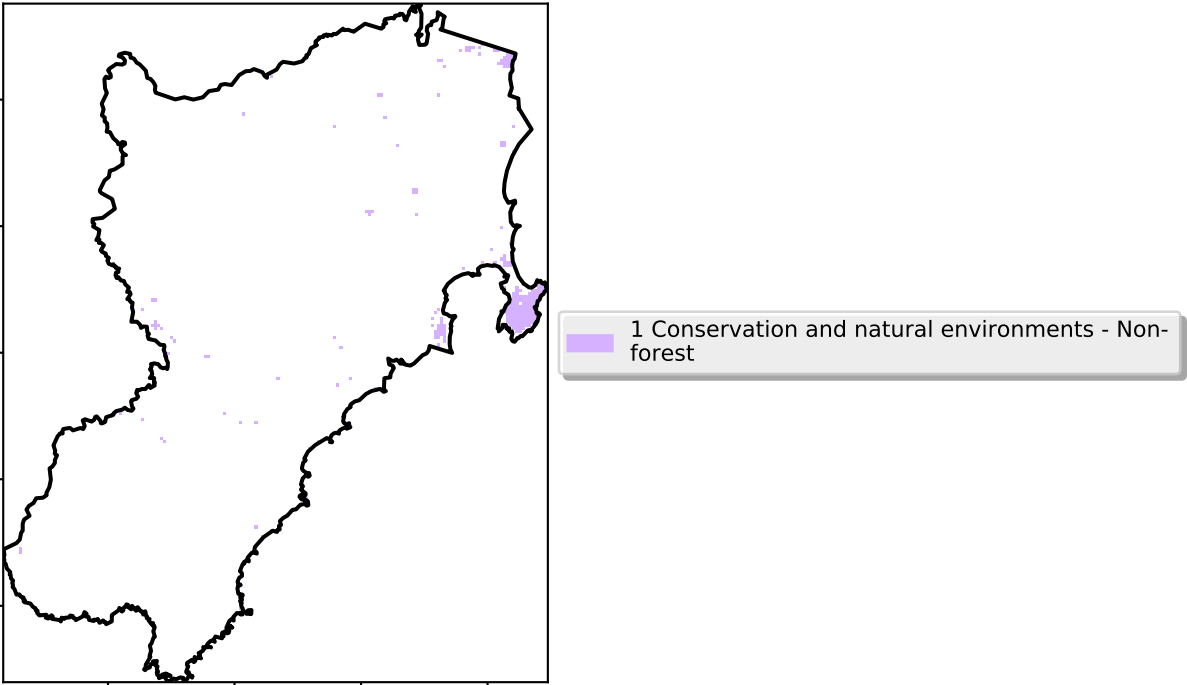 1 Conservation and natural environments - Non-
forest